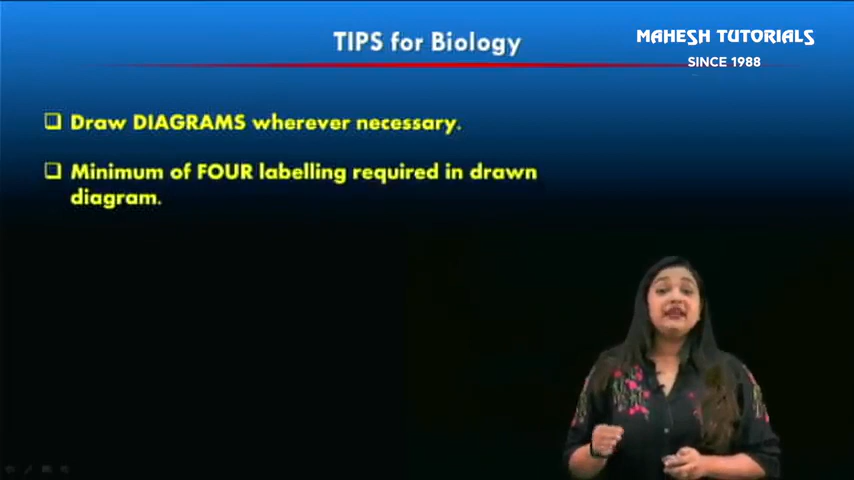 TIPS for Biology
MAHESH TUTORIALS
SINCE 1988
Draw DIAGRAMS wherever necessary.
Minimum of FOUR labelling required in drawn
diagram.